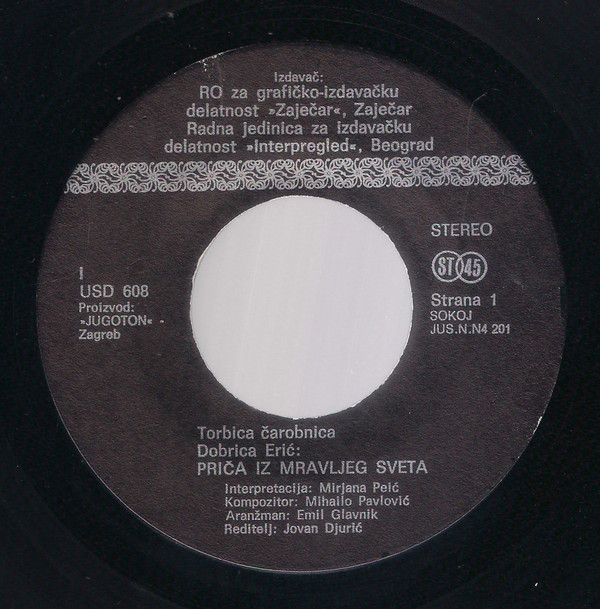 Izdavač:
RO za grafičko-izdavačku
delatnost »Zaječar«, Zaječar
Radna jedinica za izdavačku
delatnost »Interpregled«, Beograd
STEREO
ST 45
I
USD 608
Proizvod:
»JUGOTON« -
Zagreb
Strana 1
SOKOJ
JUS.N.N4 201
Torbica čarobnica
Dobrica Erić:
PRIČA IZ MRAVLJEG SVETA
Interpretacija: Mirjana Peić
Kompozitor: Mihailo Pavlović
Aranžman: Emil Glavnik
Reditelj: Jovan Djurić